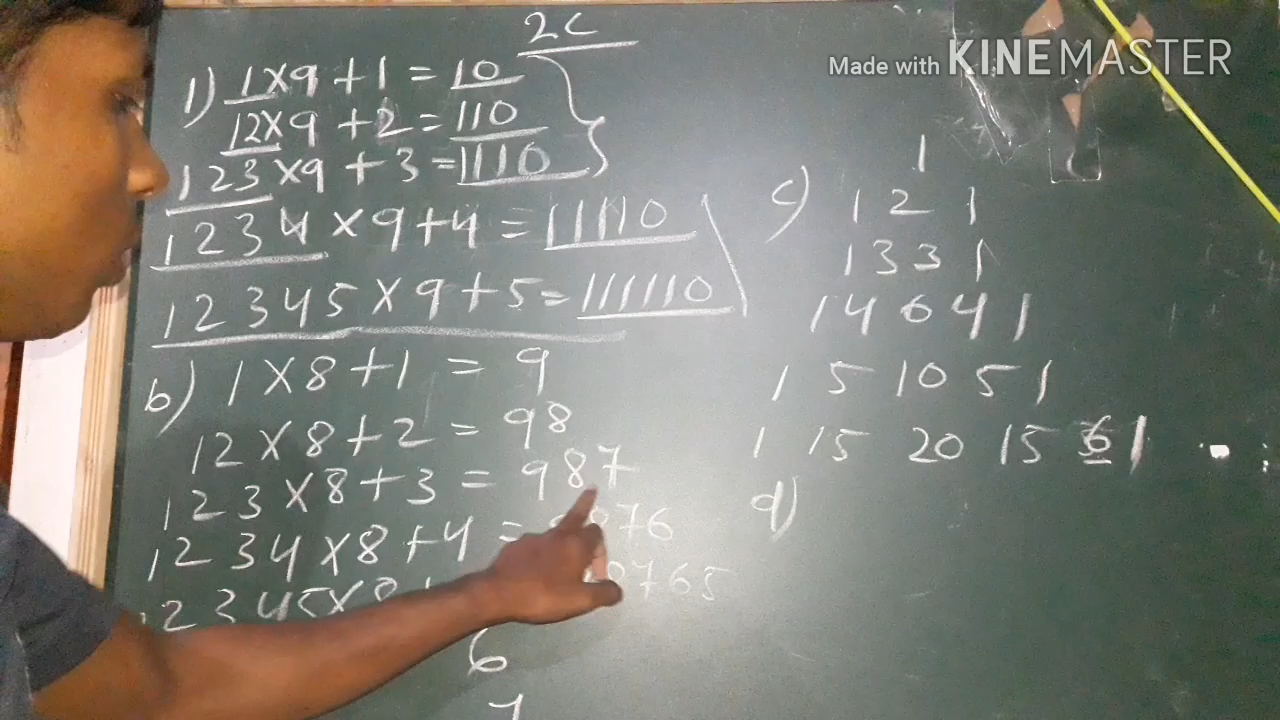 2C
Made with KINEMASTER
1) 1×9+1=10
12×9+2=110
123×9+3=1110
1234×9+4=11110
12345×9+5=111110
b) 1×8+1=9
12×8+2=98
123×8+3=987
1234×8+4= 76
12345×8 765
6
c) 1
1 2 1
1 3 3 1
1 4 6 4 1
1 5 10 5 1
1 15 20 15 6 1
d)